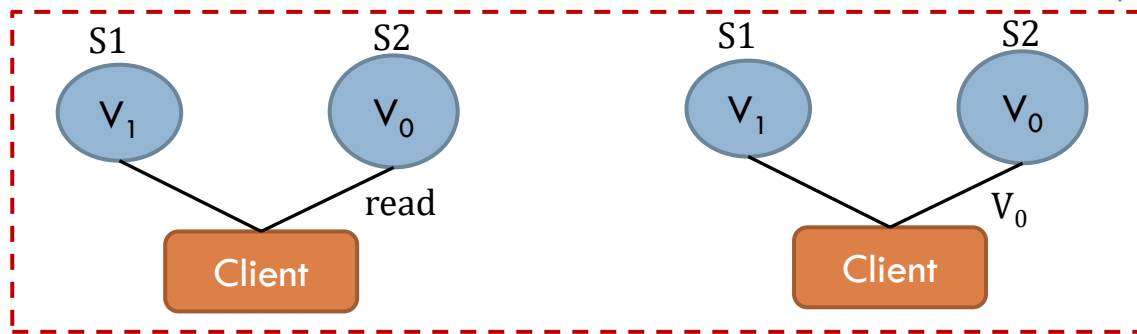 S1
S2
V₁
V₀
read
Client
S1
S2
V₁
V₀
V₀
Client